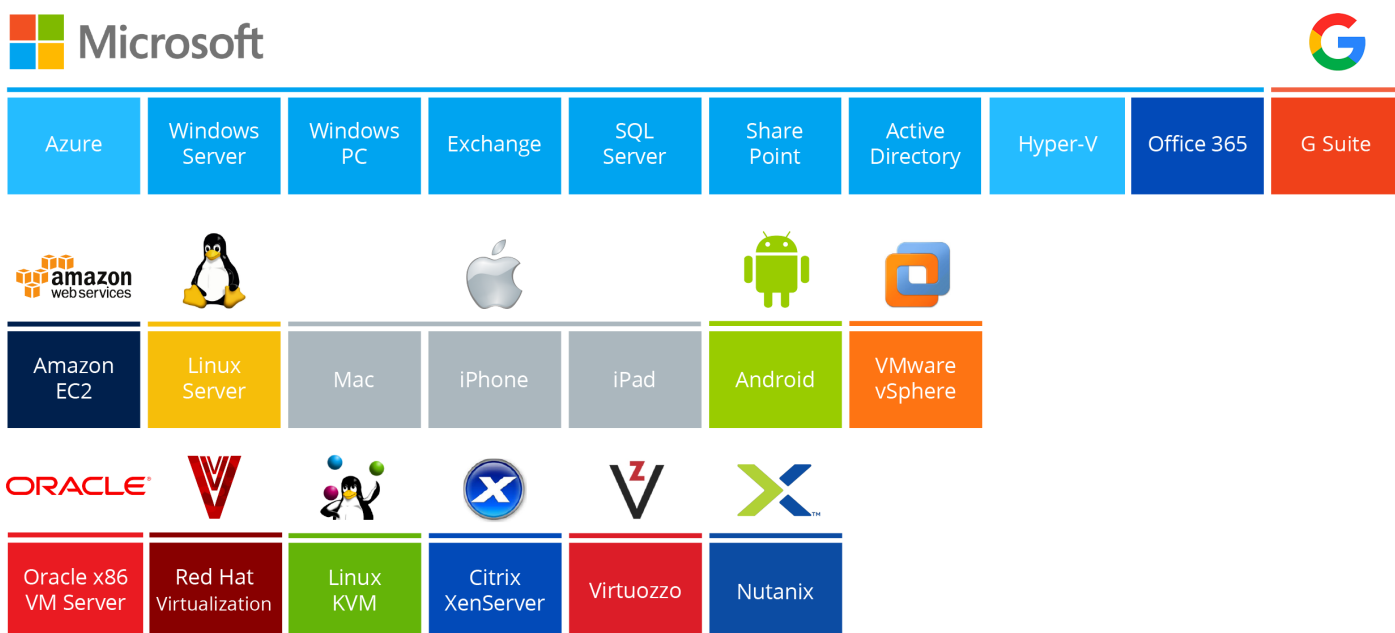 Microsoft
Azure
Windows
Server
Windows
PC
Exchange
SQL
Server
Share
Point
Active
Directory
Hyper-V
Office 365
G Suite
amazon
webservices
Amazon
EC2
Linux
Server
Mac
iPhone
iPad
Android
VMware
vSphere
ORACLE®
Oracle x86
VM Server
Red Hat
Virtualization
Linux
KVM
Citrix
XenServer
Virtuozzo
™
Nutanix